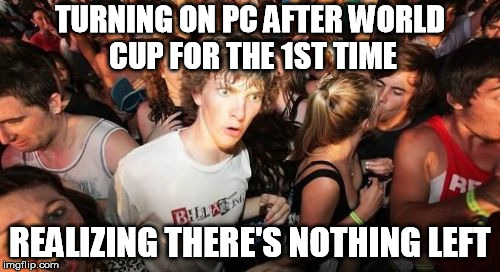 TURNING ON PC AFTER WORLD
CUP FOR THE 1ST TIME
REALIZING THERE'S NOTHING LEFT
imgflip.com